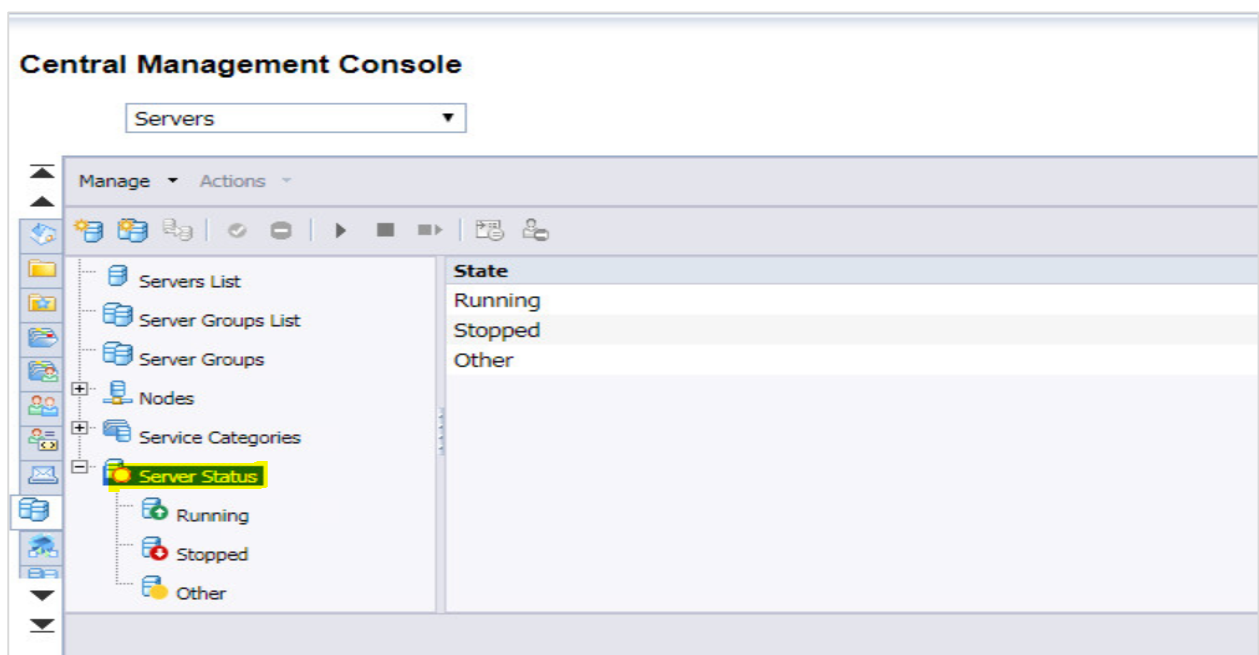 Central Management Console
Servers
Manage Actions
Servers List
Server Groups List
Server Groups
Nodes
Service Categories
Server Status
Running
Stopped
Other
State
Running
Stopped
Other